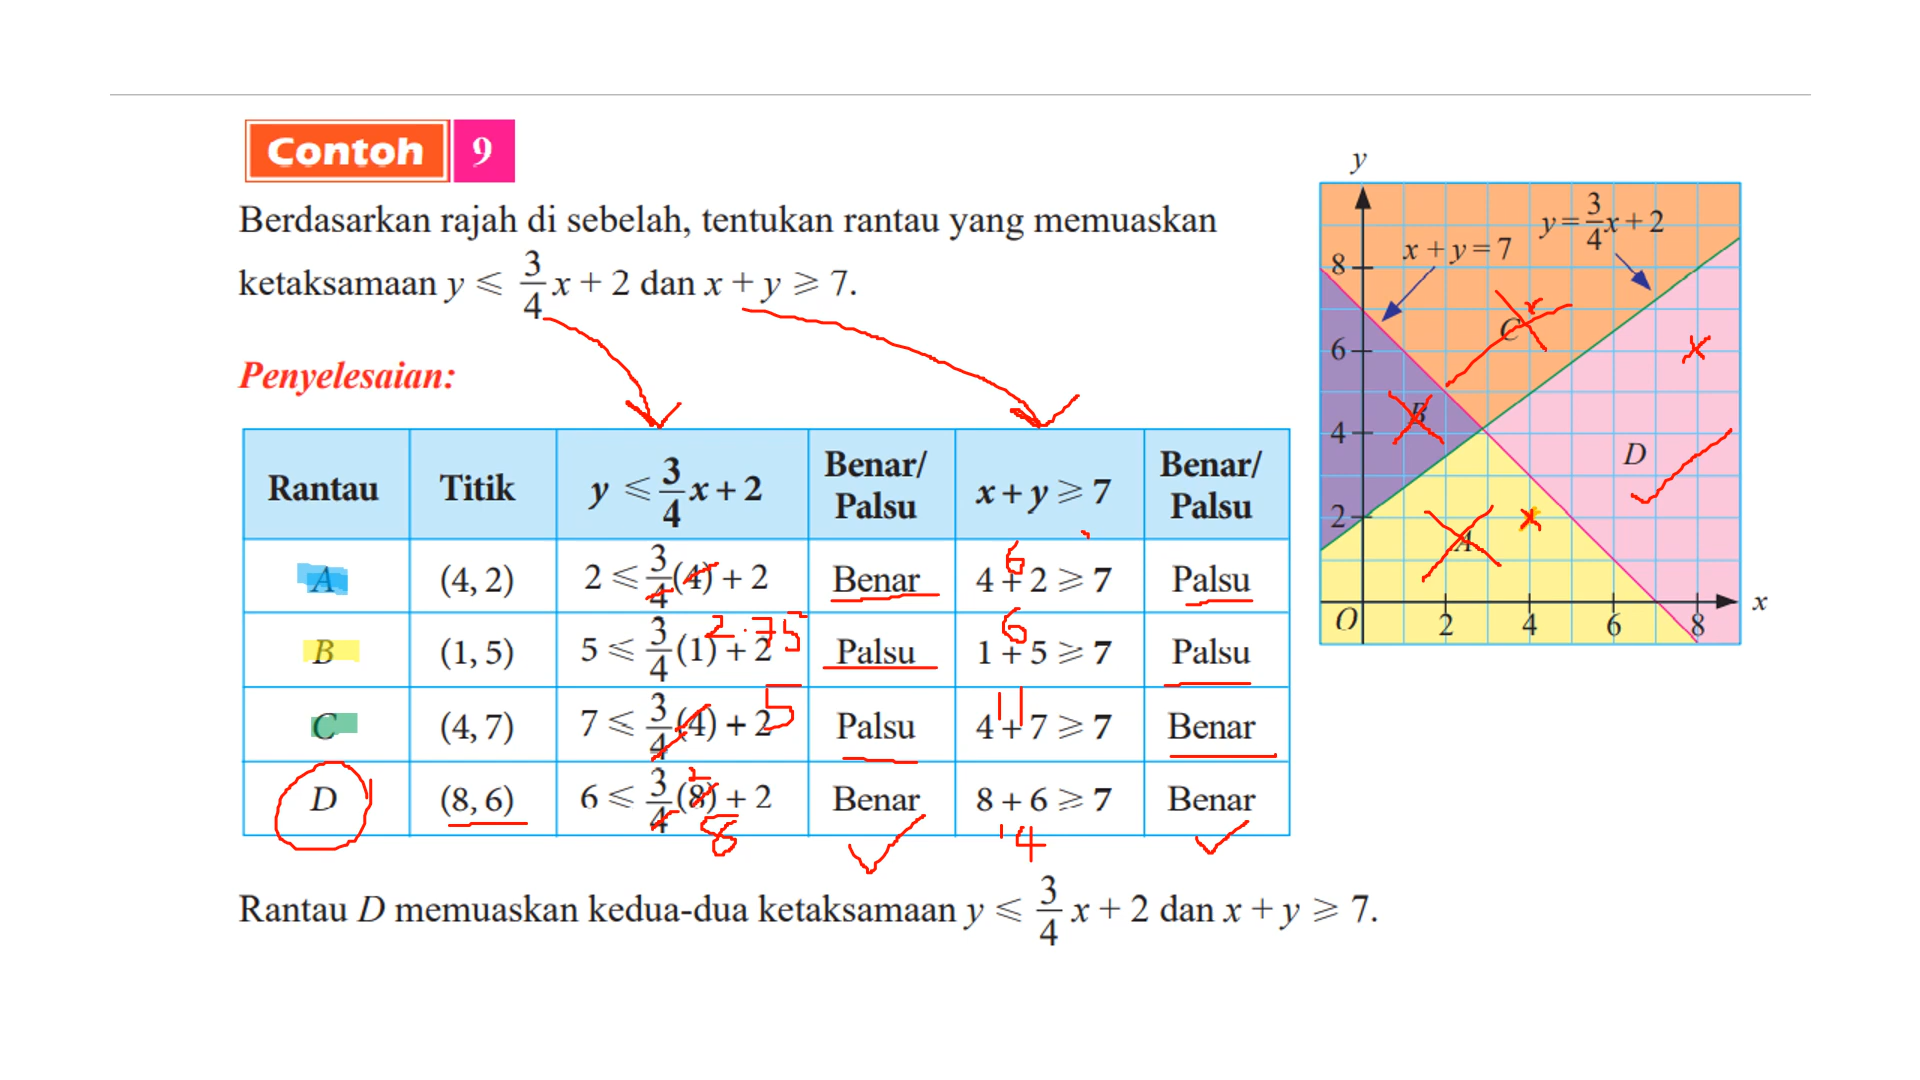 Contoh 9
Berdasarkan rajah di sebelah, tentukan rantau yang memuaskan
ketaksamaan y ⩽ 3/4 x + 2 dan x + y ⩾ 7.
Penyelesaian:
Rantau Titik y ⩽ 3/4 x + 2 Benar/Palsu x + y ⩾ 7 Benar/Palsu
A (4, 2) 2 ⩽ 3/4 (4) + 2 Benar 4 + 2 ⩾ 7 Palsu
6
B (1, 5) 5 ⩽ 3/4 (1) + 2 Palsu 1 + 5 ⩾ 7 Palsu
2.75 6
C (4, 7) 7 ⩽ 3/4 (4) + 2 Palsu 4 + 7 ⩾ 7 Benar
5 11
D (8, 6) 6 ⩽ 3/4 (8) + 2 Benar 8 + 6 ⩾ 7 Benar
2
8 14
Rantau D memuaskan kedua-dua ketaksamaan y ⩽ 3/4 x + 2 dan x + y ⩾ 7.
y
y = 3/4 x + 2
x + y = 7
8
C
6
B
4
D
2
A
x
O 2 4 6 8